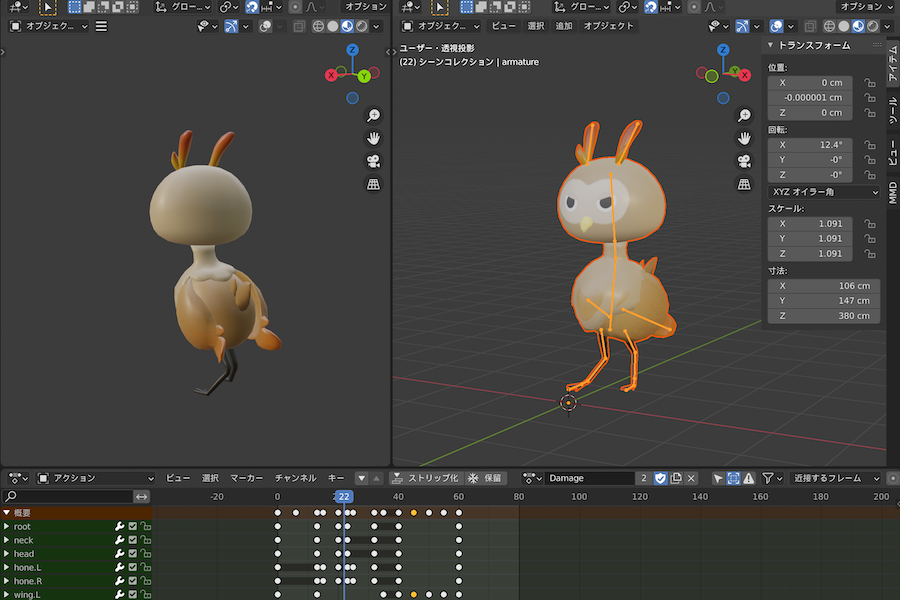 グロー...
オプション
グロー...
オプション
オブジェク...
オブジェク...
ビュー
選択
追加
オブジェクト
ユーザー・透視投影
(22) シーンコレクション | armature
Z
X
Y
Z
Y
X
トランスフォーム
位置:
X 0 cm
-0.000001 cm
Z 0 cm
回転:
X 12.4°
Y -0°
Z -0°
XYZ オイラー角
スケール:
X 1.091
Y 1.091
Z 1.091
寸法:
X 106 cm
Y 147 cm
Z 380 cm
アイテム
ツール
ビュー
MMD
アクション
ビュー
選択
マーカー
チャンネル
キー
ストリップ化
保留
Damage
2
近接するフレーム
-20 0 22 40 60 80 100 120 140 160 180 200
概要
root
neck
head
hone.L
hone.R
wing.L